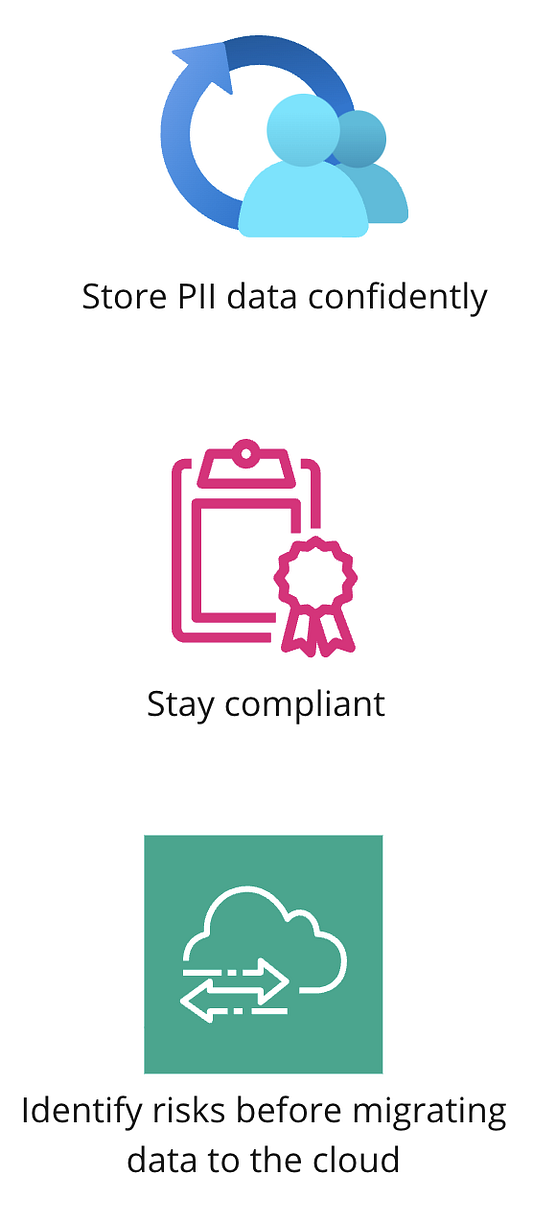 Store PII data confidently
Stay compliant
Identify risks before migrating
data to the cloud